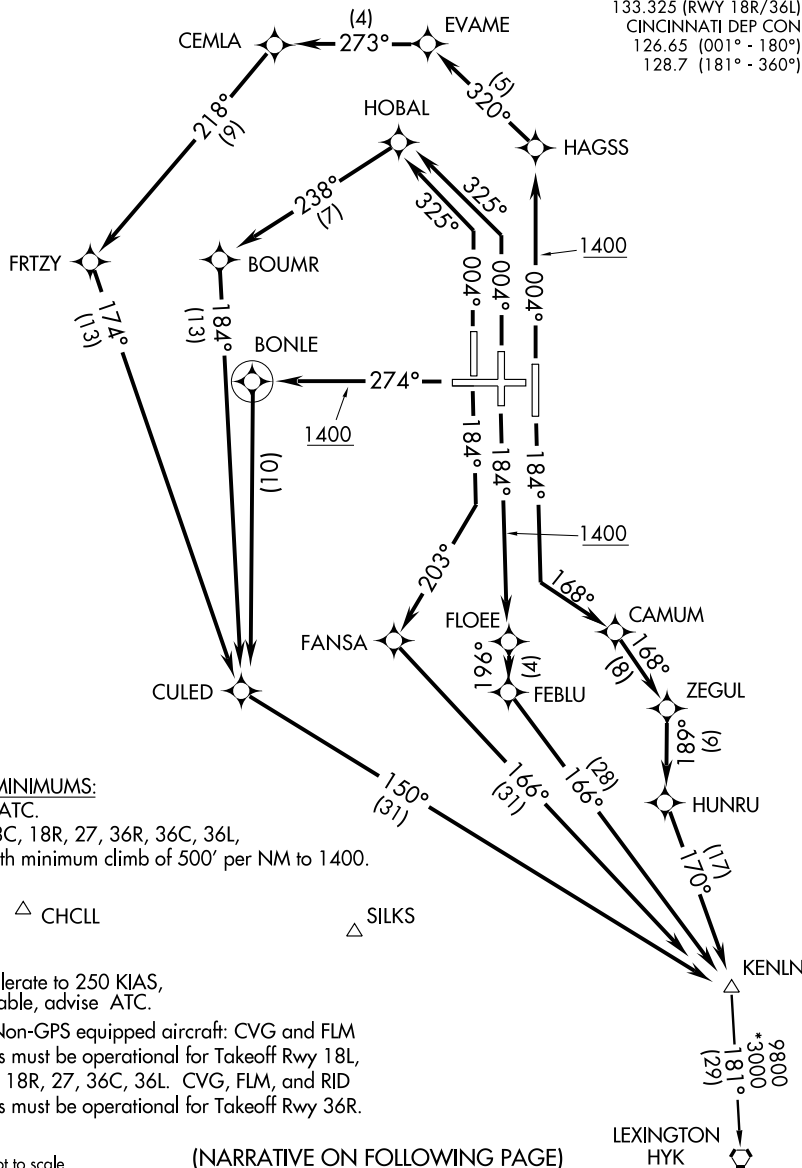 133.325 (RWY 18R/36L)
CINCINNATI DEP CON
126.65 (001° - 180°)
128.7 (181° - 360°)
CEMLA
(4)
273°
EVAME
(5)
320°
218°
(9)
HOBAL
HAGSS
238°
(7)
325°
325°
1400
FRTZY
BOUMR
004°
004°
004°
174°
(13)
184°
(13)
BONLE
274°
1400
(10)
184°
184°
184°
1400
203°
168°
FANSA
FLOEE
CAMUM
196°
(4)
168°
(8)
CULED
FEBLU
ZEGUL
189°
(9)
150°
(31)
166°
(31)
(28)
166°
HUNRU
(17)
170°
MINIMUMS:
ATC.
3C, 18R, 27, 36R, 36C, 36L,
th minimum climb of 500' per NM to 1400.
CHCLL
SILKS
KENLN
lerate to 250 KIAS,
able, advise ATC.
Non-GPS equipped aircraft: CVG and FLM
s must be operational for Takeoff Rwy 18L,
18R, 27, 36C, 36L. CVG, FLM, and RID
s must be operational for Takeoff Rwy 36R.
9800
*3000
181°
(29)
LEXINGTON
HYK
ot to scale
(NARRATIVE ON FOLLOWING PAGE)